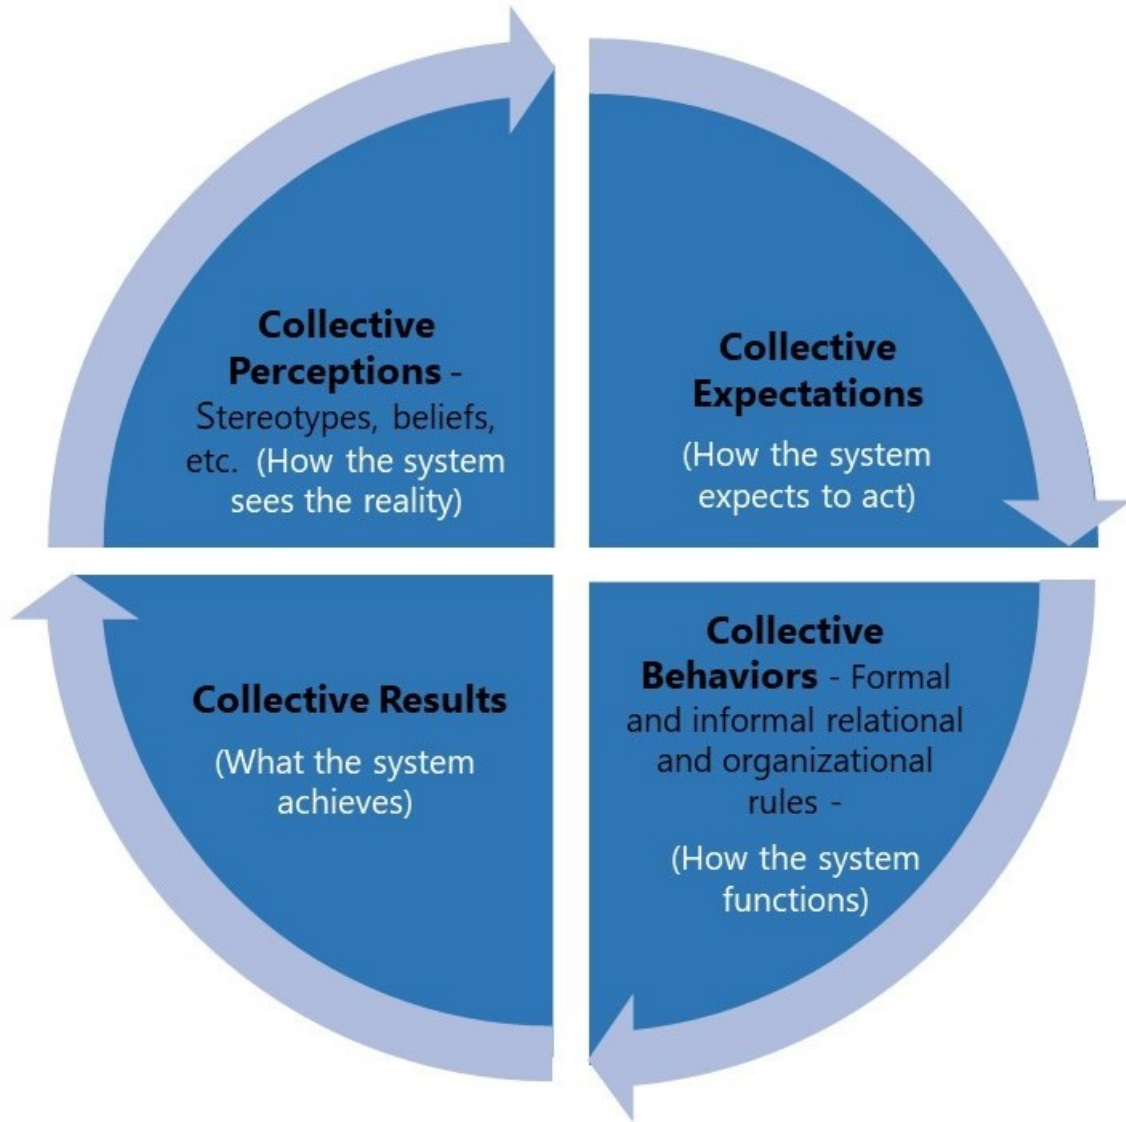 Collective
Perceptions -
Stereotypes, beliefs,
etc. (How the system
sees the reality)
Collective
Expectations
(How the system
expects to act)
Collective
Behaviors - Formal
and informal relational
and organizational
rules -
(How the system
functions)
Collective Results
(What the system
achieves)